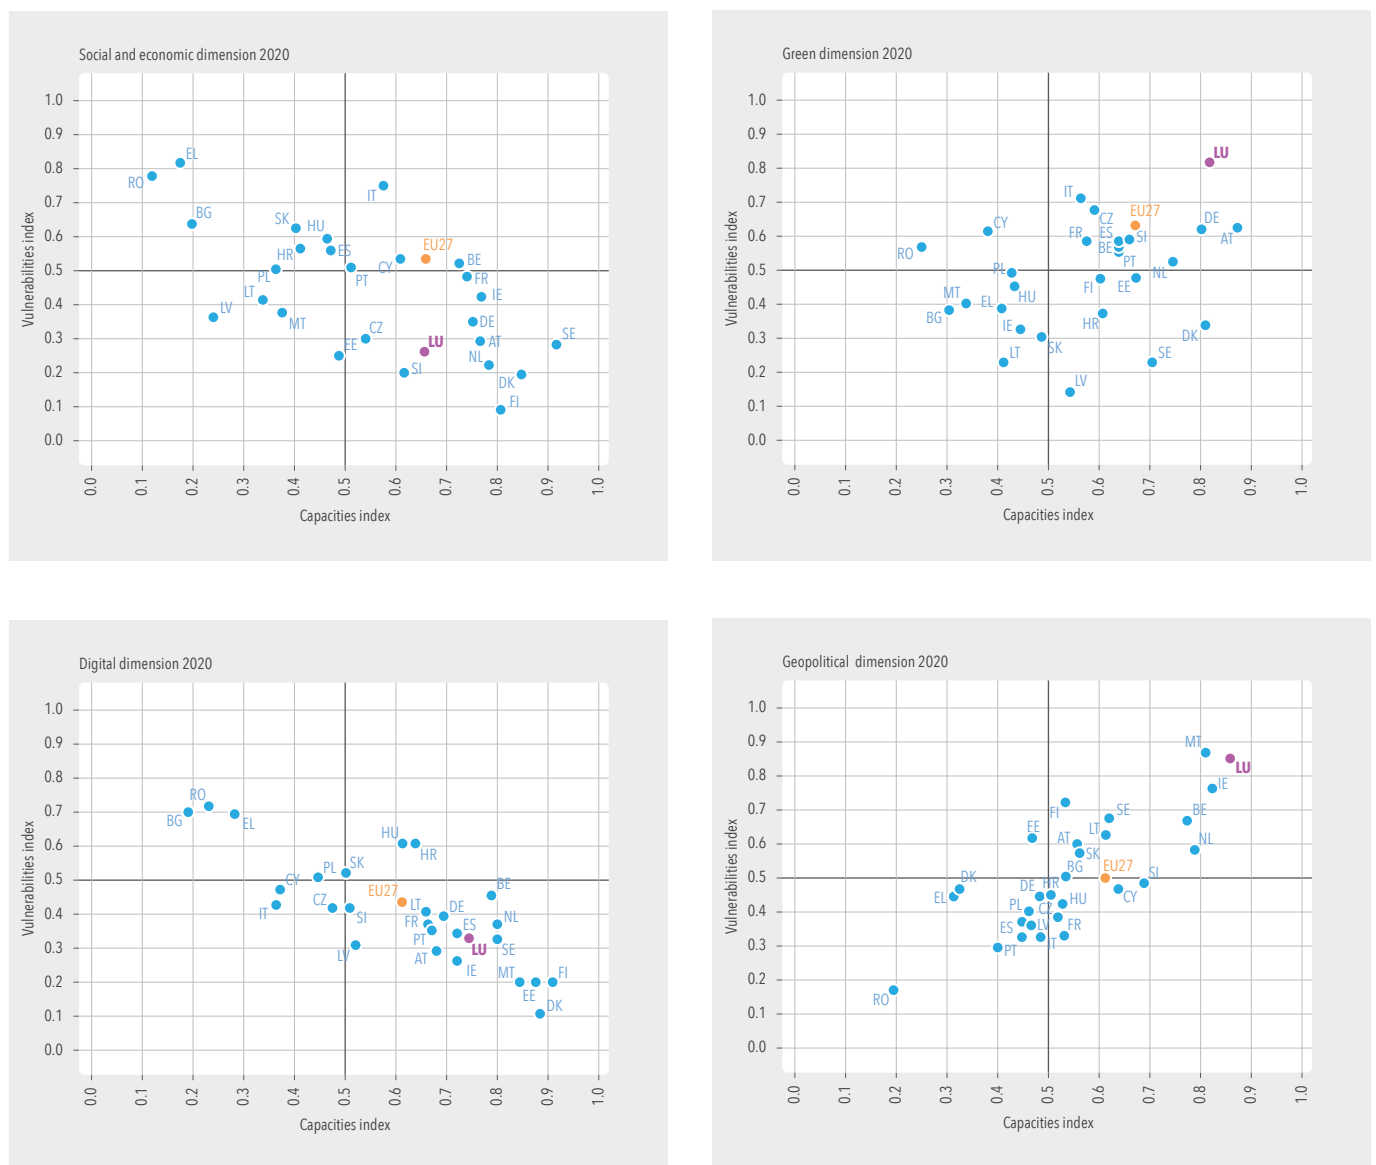 Social and economic dimension 2020
1.0
0.9
0.8
0.7
0.6
0.5
0.4
0.3
0.2
0.1
0.0
Vulnerabilities index
EL
RO
BG
IT
SK
HU
HR
ES
EU27
CY
BE
PL
PT
FR
LT
IE
LV
MT
CZ
DE
LU
AT
SE
EE
NL
SI
DK
FI
0.0
0.1
0.2
0.3
0.4
0.5
0.6
0.7
0.8
0.9
1.0
Capacities index
Green dimension 2020
1.0
0.9
0.8
0.7
0.6
0.5
0.4
0.3
0.2
0.1
0.0
Vulnerabilities index
LU
IT
EU27
CZ
DE
CY
FR
ES
SI
AT
RO
BE
PT
PL
NL
FI
EE
MT
EL
HU
BG
IE
HR
DK
SK
LT
SE
LV
0.0
0.1
0.2
0.3
0.4
0.5
0.6
0.7
0.8
0.9
1.0
Capacities index
Digital dimension 2020
1.0
0.9
0.8
0.7
0.6
0.5
0.4
0.3
0.2
0.1
0.0
Vulnerabilities index
RO
BG
EL
HU
HR
SK
PL
CY
EU27
BE
IT
CZ
SI
LT
DE
FR
NL
ES
PT
LU
SE
LV
AT
IE
MT
FI
EE
DK
0.0
0.1
0.2
0.3
0.4
0.5
0.6
0.7
0.8
0.9
1.0
Capacities index
Geopolitical  dimension 2020
1.0
0.9
0.8
0.7
0.6
0.5
0.4
0.3
0.2
0.1
0.0
Vulnerabilities index
MT
LU
IE
FI
SE
BE
EE
LT
AT
NL
SK
EU27
BG
SI
DK
DE
HR
EL
CY
HU
PL
CZ
ES
LV
FR
PT
IT
RO
0.0
0.1
0.2
0.3
0.4
0.5
0.6
0.7
0.8
0.9
1.0
Capacities index